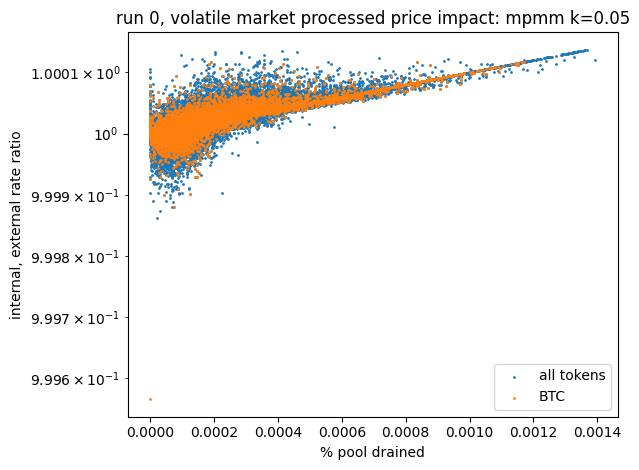 run 0, volatile market processed price impact: mpmm k=0.05
internal, external rate ratio
1.0001 × 10⁰
10⁰
9.999 × 10⁻¹
9.998 × 10⁻¹
9.997 × 10⁻¹
9.996 × 10⁻¹
all tokens
BTC
0.0000 0.0002 0.0004 0.0006 0.0008 0.0010 0.0012 0.0014
% pool drained